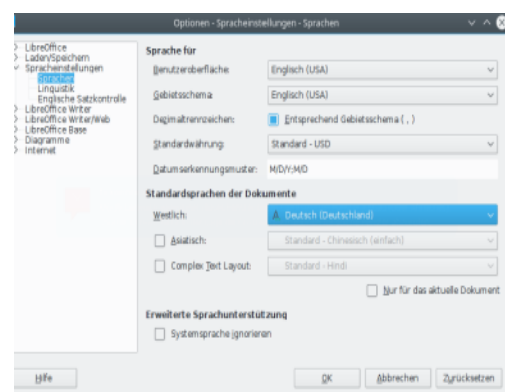 Optionen - Spracheinstellungen - Sprachen
LibreOffice
Laden/Speichern
Spracheinstellungen
Sprachen
Linguistik
Englische Satzkontrolle
LibreOffice Writer
LibreOffice Writer/Web
LibreOffice Base
Diagramme
Internet
Sprache für
Benutzeroberfläche: Englisch (USA)
Gebietsschema: Englisch (USA)
Dezimaltrennzeichen: Entsprechend Gebietsschema ( , )
Standardwährung: Standard - USD
Datumserkennungsmuster: M/D/Y;M/D
Standardsprachen der Dokumente
Westlich: Deutsch (Deutschland)
Asiatisch: Standard - Chinesisch (einfach)
Complex Text Layout: Standard - Hindi
Nur für das aktuelle Dokument
Erweiterte Sprachunterstützung
Systemsprache ignorieren
Hilfe OK Abbrechen Zurücksetzen